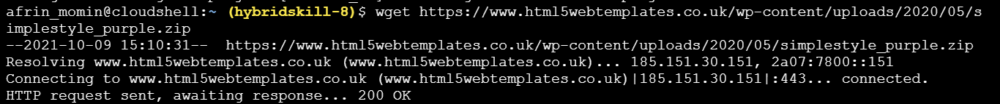 afrin_momin@cloudshell:~ (hybridskill-8)$ wget https://www.html5webtemplates.co.uk/wp-content/uploads/2020/05/s
implestyle_purple.zip
--2021-10-09 15:10:31--  https://www.html5webtemplates.co.uk/wp-content/uploads/2020/05/simplestyle_purple.zip
Resolving www.html5webtemplates.co.uk (www.html5webtemplates.co.uk)... 185.151.30.151, 2a07:7800::151
Connecting to www.html5webtemplates.co.uk (www.html5webtemplates.co.uk)|185.151.30.151|:443... connected.
HTTP request sent, awaiting response... 200 OK